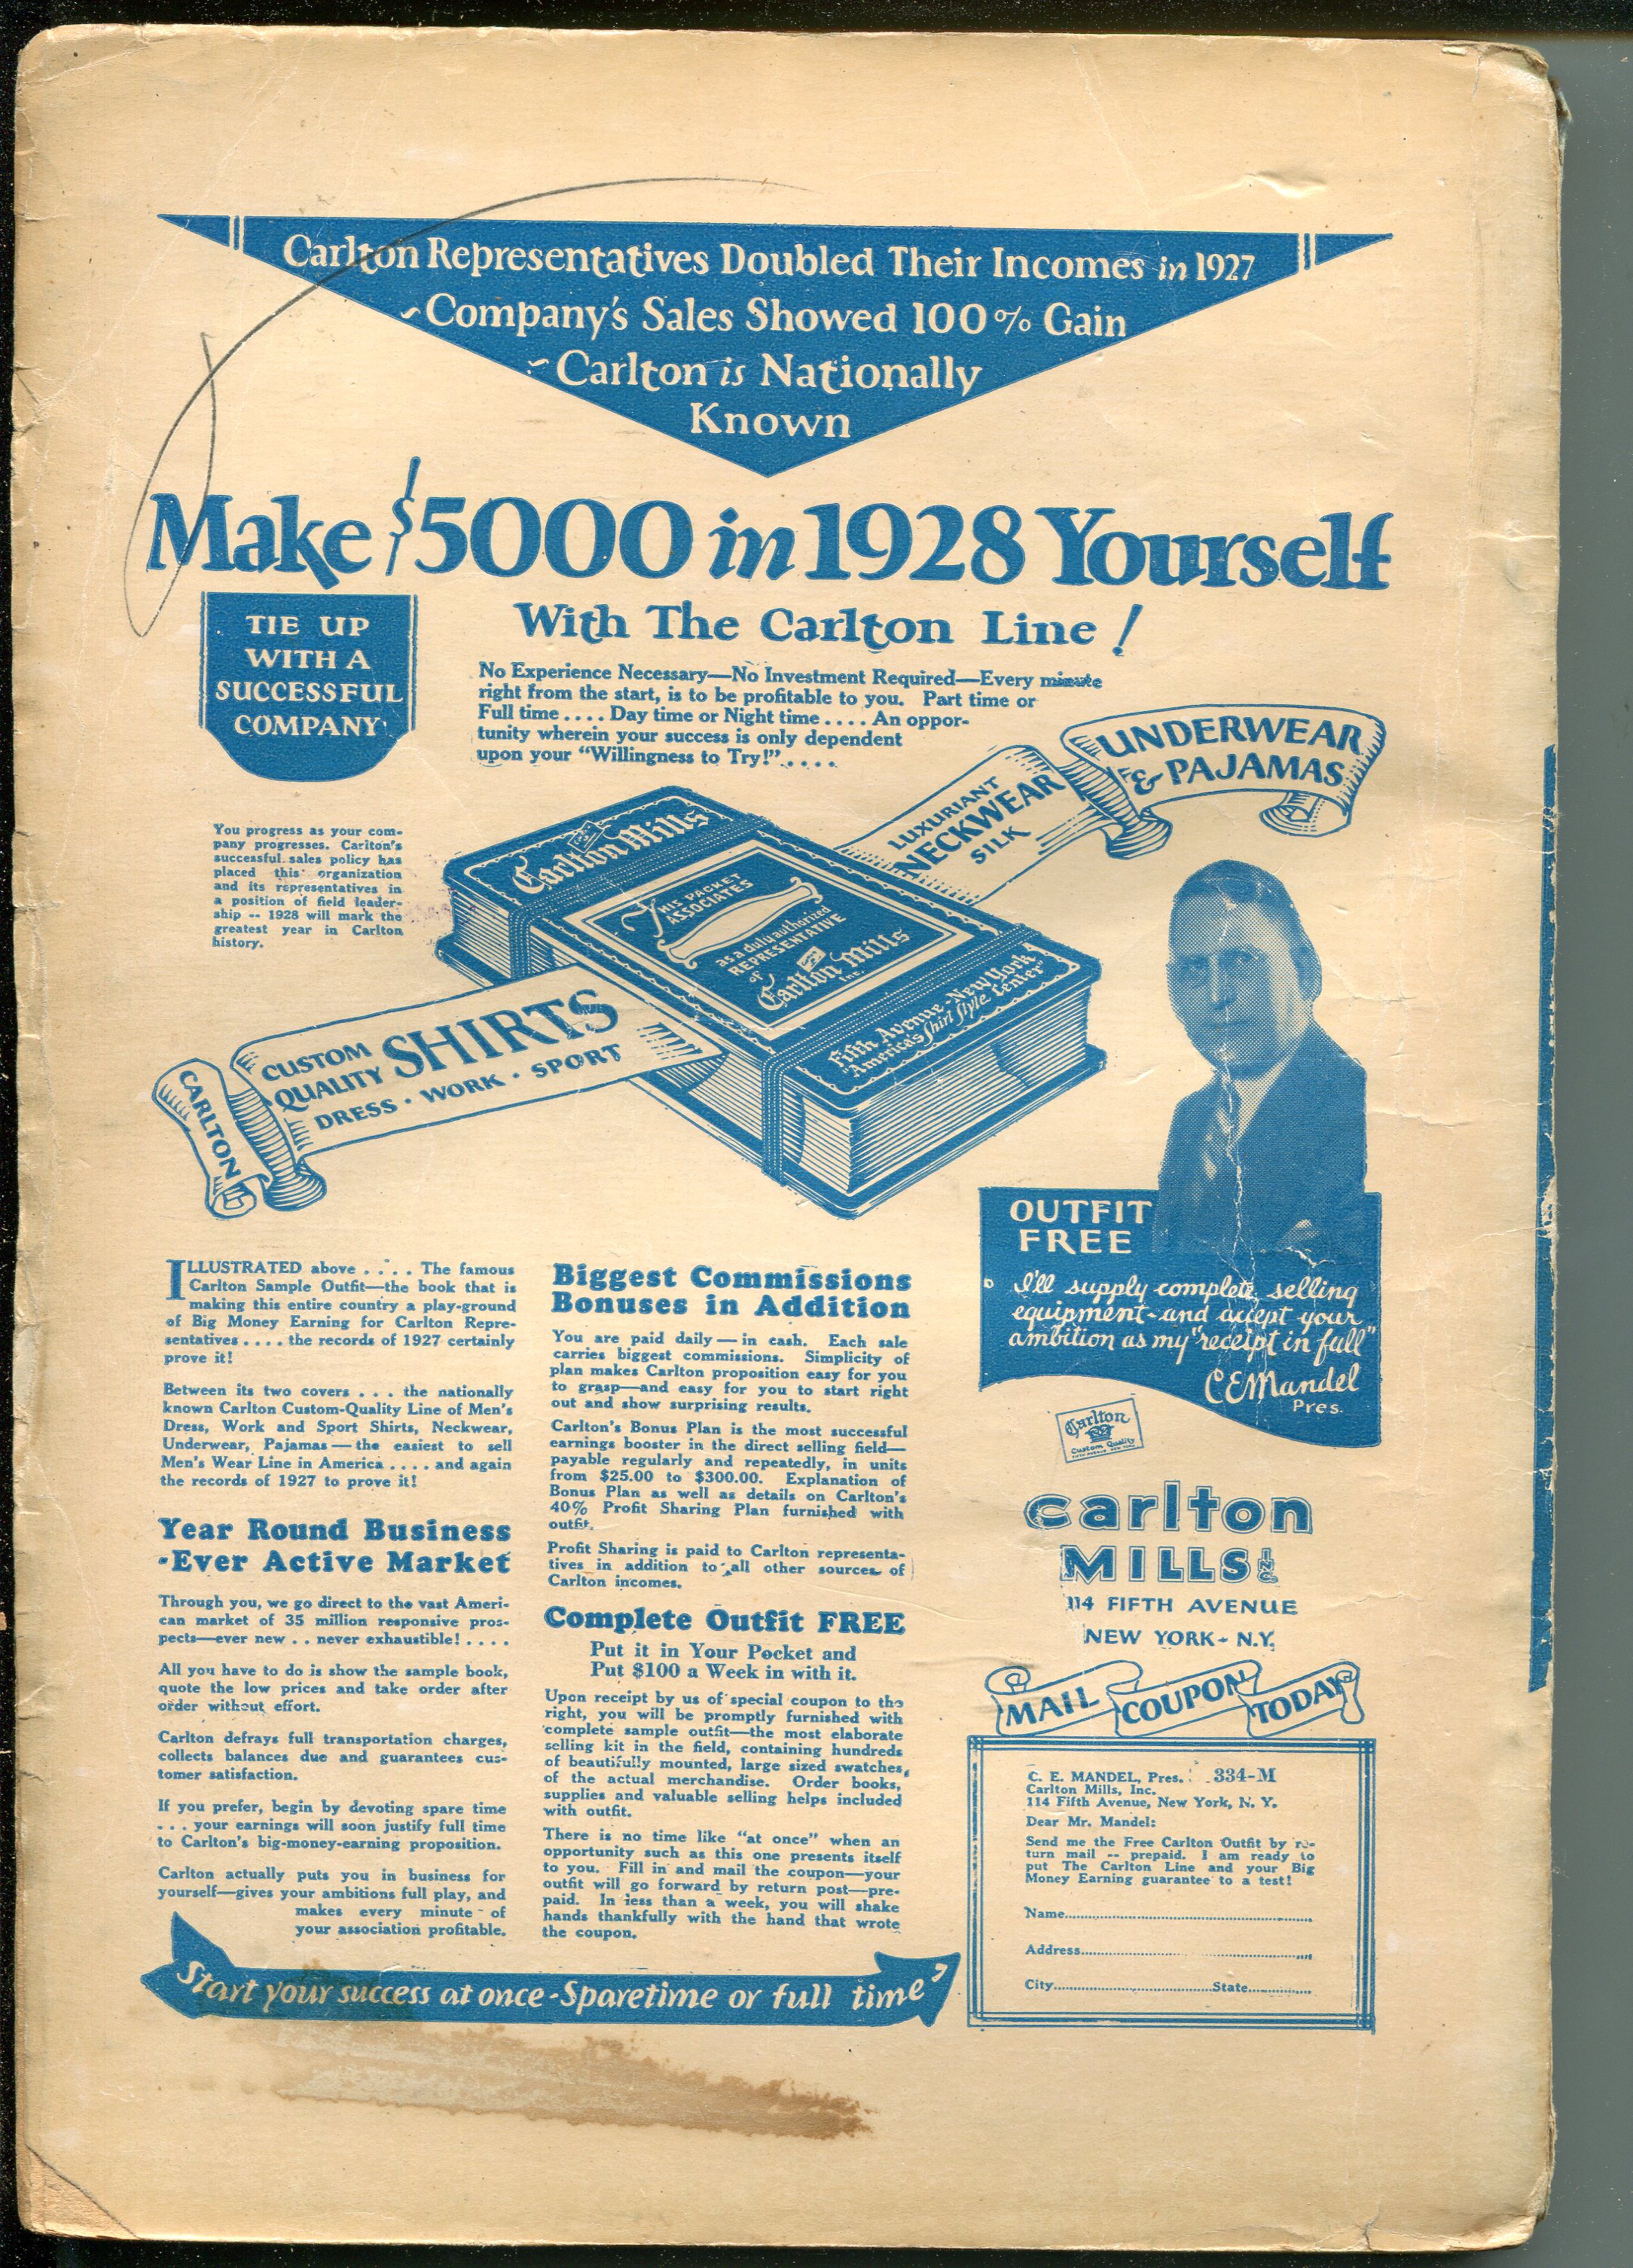 Carlton Representatives Doubled Their Incomes in 1927
~Company's Sales Showed 100% Gain
~Carlton is Nationally
Known
Make $5000 in 1928 Yourself
With The Carlton Line!
TIE UP
WITH A
SUCCESSFUL
COMPANY
No Experience Necessary—No Investment Required—Every minute
right from the start, is to be profitable to you. Part time or
Full time .... Day time or Night time .... An oppor-
tunity wherein your success is only dependent
upon your "Willingness to Try!" ....
You progress as your com-
pany progresses. Carlton's
successful sales policy has
placed this organization
and its representatives in
a position of field leader-
ship -- 1928 will mark the
greatest year in Carlton
history.
UNDERWEAR
& PAJAMAS
LUXURIANT
NECKWEAR
SILK
Carlton Mills
THIS PACKET
ASSOCIATES
as a duly authorized
REPRESENTATIVE
of
Carlton Mills
Inc.
Fifth Avenue - New York
"America's Shirt Style Center"
CARLTON
CUSTOM
QUALITY SHIRTS
DRESS · WORK · SPORT
OUTFIT
FREE
I'll supply complete selling
equipment - and accept your
ambition as my "receipt in full"
C E Mandel
Pres.
Carlton
Custom Quality
Carlton
MILLS INC
114 FIFTH AVENUE
NEW YORK - N.Y.
ILLUSTRATED above .... The famous
Carlton Sample Outfit—the book that is
making this entire country a play-ground
of Big Money Earning for Carlton Repre-
sentatives .... the records of 1927 certainly
prove it!
Between its two covers ... the nationally
known Carlton Custom-Quality Line of Men's
Dress, Work and Sport Shirts, Neckwear,
Underwear, Pajamas — the easiest to sell
Men's Wear Line in America .... and again
the records of 1927 to prove it!
Year Round Business
-Ever Active Market
Through you, we go direct to the vast Ameri-
can market of 35 million responsive pros-
pects—ever new .. never exhaustible! ....
All you have to do is show the sample book,
quote the low prices and take order after
order without effort.
Carlton defrays full transportation charges,
collects balances due and guarantees cus-
tomer satisfaction.
If you prefer, begin by devoting spare time
... your earnings will soon justify full time
to Carlton's big-money-earning proposition.
Carlton actually puts you in business for
yourself—gives your ambitions full play, and
makes every minute of
your association profitable.
Biggest Commissions
Bonuses in Addition
You are paid daily — in cash. Each sale
carries biggest commissions. Simplicity of
plan makes Carlton proposition easy for you
to grasp—and easy for you to start right
out and show surprising results.
Carlton's Bonus Plan is the most successful
earnings booster in the direct selling field—
payable regularly and repeatedly, in units
from $25.00 to $300.00. Explanation of
Bonus Plan as well as details on Carlton's
40% Profit Sharing Plan furnished with
outfit.
Profit Sharing is paid to Carlton representa-
tives in addition to all other sources of
Carlton incomes.
Complete Outfit FREE
Put it in Your Pocket and
Put $100 a Week in with it.
Upon receipt by us of special coupon to the
right, you will be promptly furnished with
complete sample outfit—the most elaborate
selling kit in the field, containing hundreds
of beautifully mounted, large sized swatches,
of the actual merchandise. Order books,
supplies and valuable selling helps included
with outfit.
There is no time like "at once" when an
opportunity such as this one presents itself
to you. Fill in and mail the coupon—your
outfit will go forward by return post—pre-
paid. In less than a week, you will shake
hands thankfully with the hand that wrote
the coupon.
Start your success at once - Sparetime or full time
MAIL COUPON TODAY
C. E. MANDEL, Pres. 334-M
Carlton Mills, Inc.
114 Fifth Avenue, New York, N. Y.
Dear Mr. Mandel:
Send me the Free Carlton Outfit by re-
turn mail -- prepaid. I am ready to
put The Carlton Line and your Big
Money Earning guarantee to a test!
Name
Address
City State